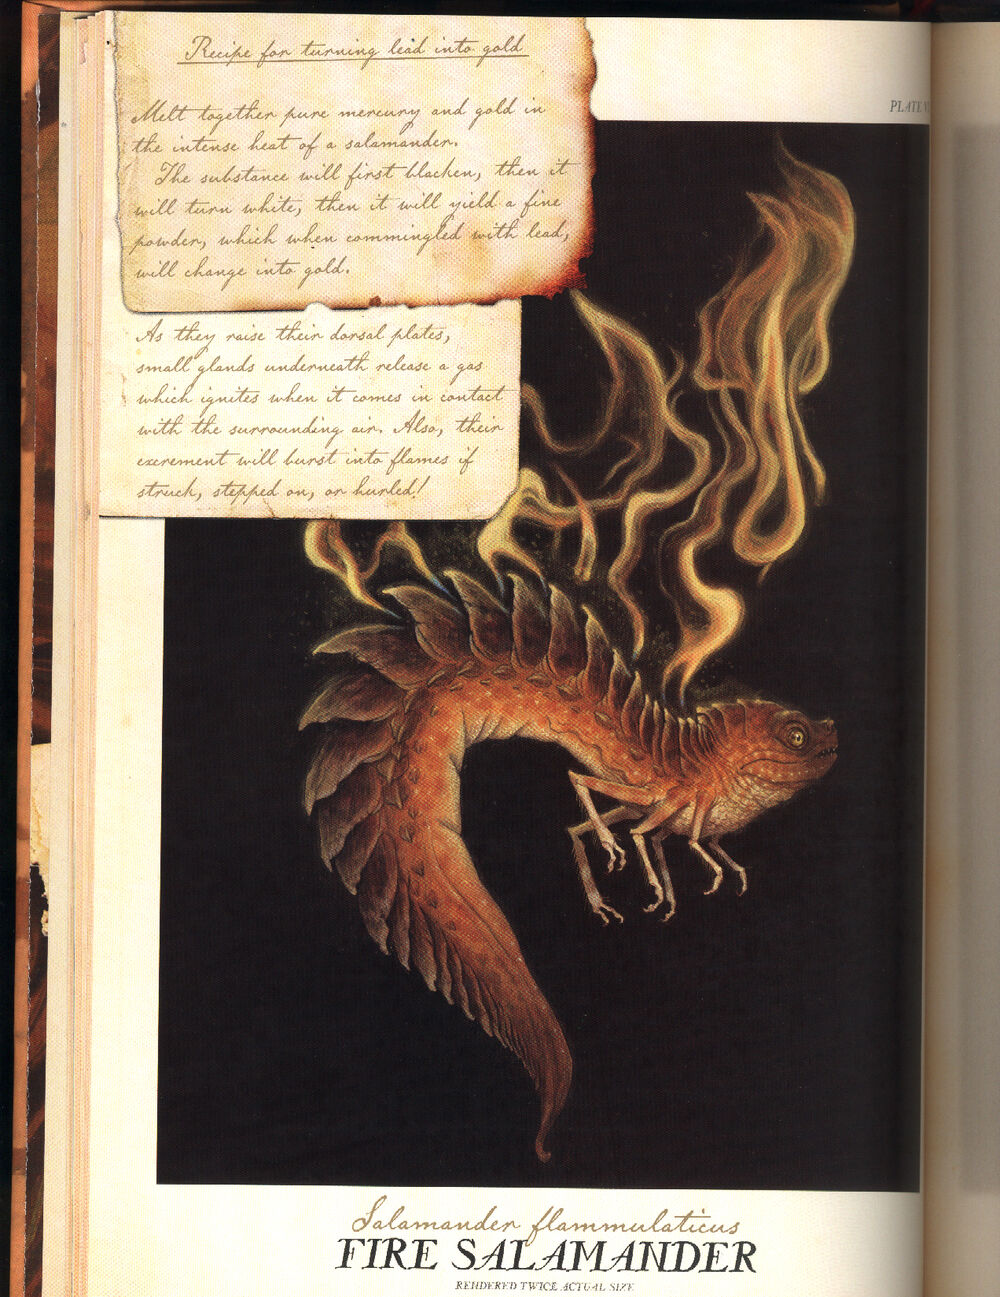 Recipe for turning lead into gold
Melt together pure mercury and gold in
the intense heat of a salamander.
The substance will first blacken, then it
will turn white, then it will yield a fine
powder, which when commingled with lead,
will change into gold.
PLATE
As they raise their dorsal plates,
small glands underneath release a gas
which ignites when it comes in contact
with the surrounding air. Also, their
excrement will burst into flames if
struck, stepped on, or hurled!
Salamander flammulaticus
FIRE SALAMANDER
RENDERED TWICE ACTUAL SIZE